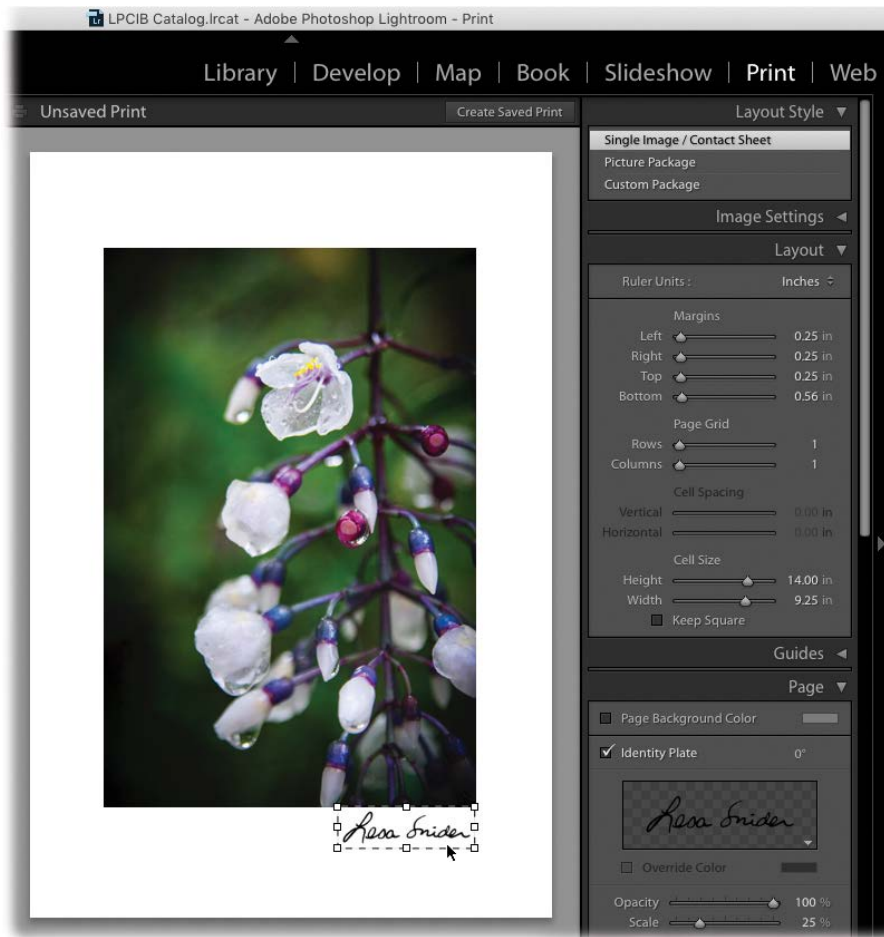 LPCIB Catalog.lrcat - Adobe Photoshop Lightroom - Print
Library | Develop | Map | Book | Slideshow | Print | Web
Unsaved Print
Create Saved Print
Layout Style
Single Image / Contact Sheet
Picture Package
Custom Package
Image Settings
Layout
Ruler Units : Inches
Margins
Left 0.25 in
Right 0.25 in
Top 0.25 in
Bottom 0.56 in
Page Grid
Rows 1
Columns 1
Cell Spacing
Vertical 0.00 in
Horizontal 0.00 in
Cell Size
Height 14.00 in
Width 9.25 in
Keep Square
Guides
Page
Page Background Color
Identity Plate 0°
Lesa Snider
Lesa Snider
Override Color
Opacity 100 %
Scale 25 %